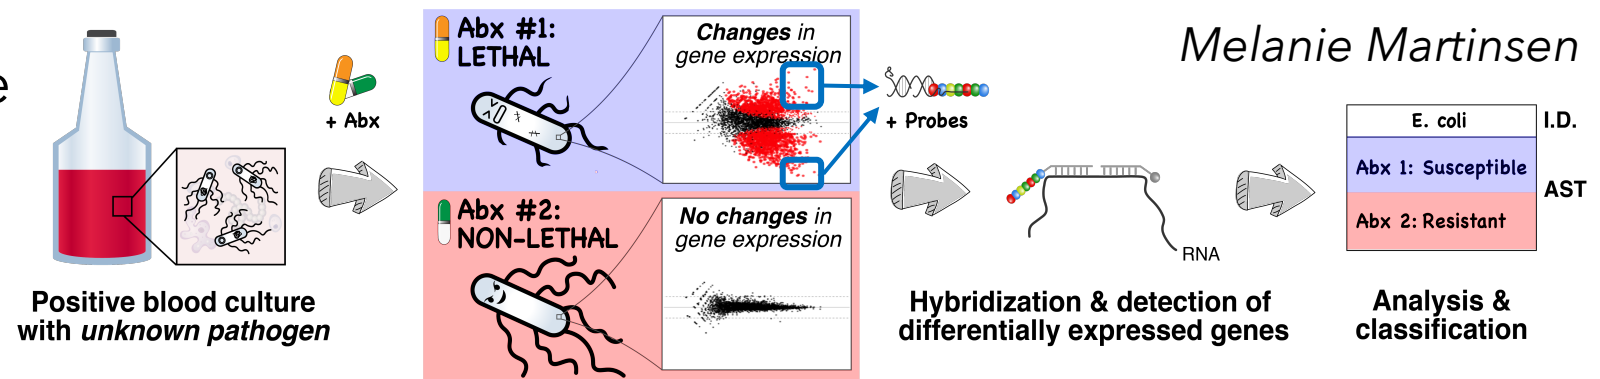 e
Melanie Martinsen
+ Abx
Positive blood culture
with unknown pathogen
Abx #1:
LETHAL
Changes in
gene expression
Abx #2:
NON-LETHAL
No changes in
gene expression
+ Probes
RNA
Hybridization & detection of
differentially expressed genes
E. coli
I.D.
Abx 1: Susceptible
AST
Abx 2: Resistant
Analysis &
classification